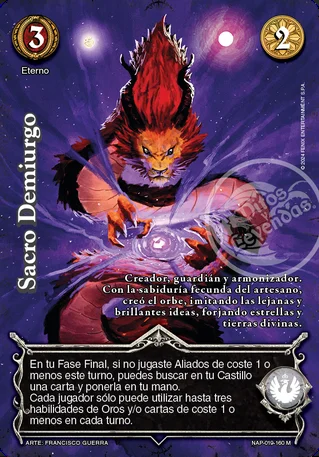 3
2
Eterno
© 2024 FENIX ENTERTAINMENT S.P.A.
Sacro Demiurgo
Mitos y
Leyendas
Creador, guardián y armonizador.
Con la sabiduría fecunda del artesano,
creó el orbe, imitando las lejanas y
brillantes ideas, forjando estrellas y
tierras divinas.
En tu Fase Final, si no jugaste Aliados de coste 1 o
menos este turno, puedes buscar en tu Castillo
una carta y ponerla en tu mano.
Cada jugador sólo puede utilizar hasta tres
habilidades de Oros y/o cartas de coste 1 o
menos en cada turno.
ARTE: FRANCISCO GUERRA
NAP-019-160 M